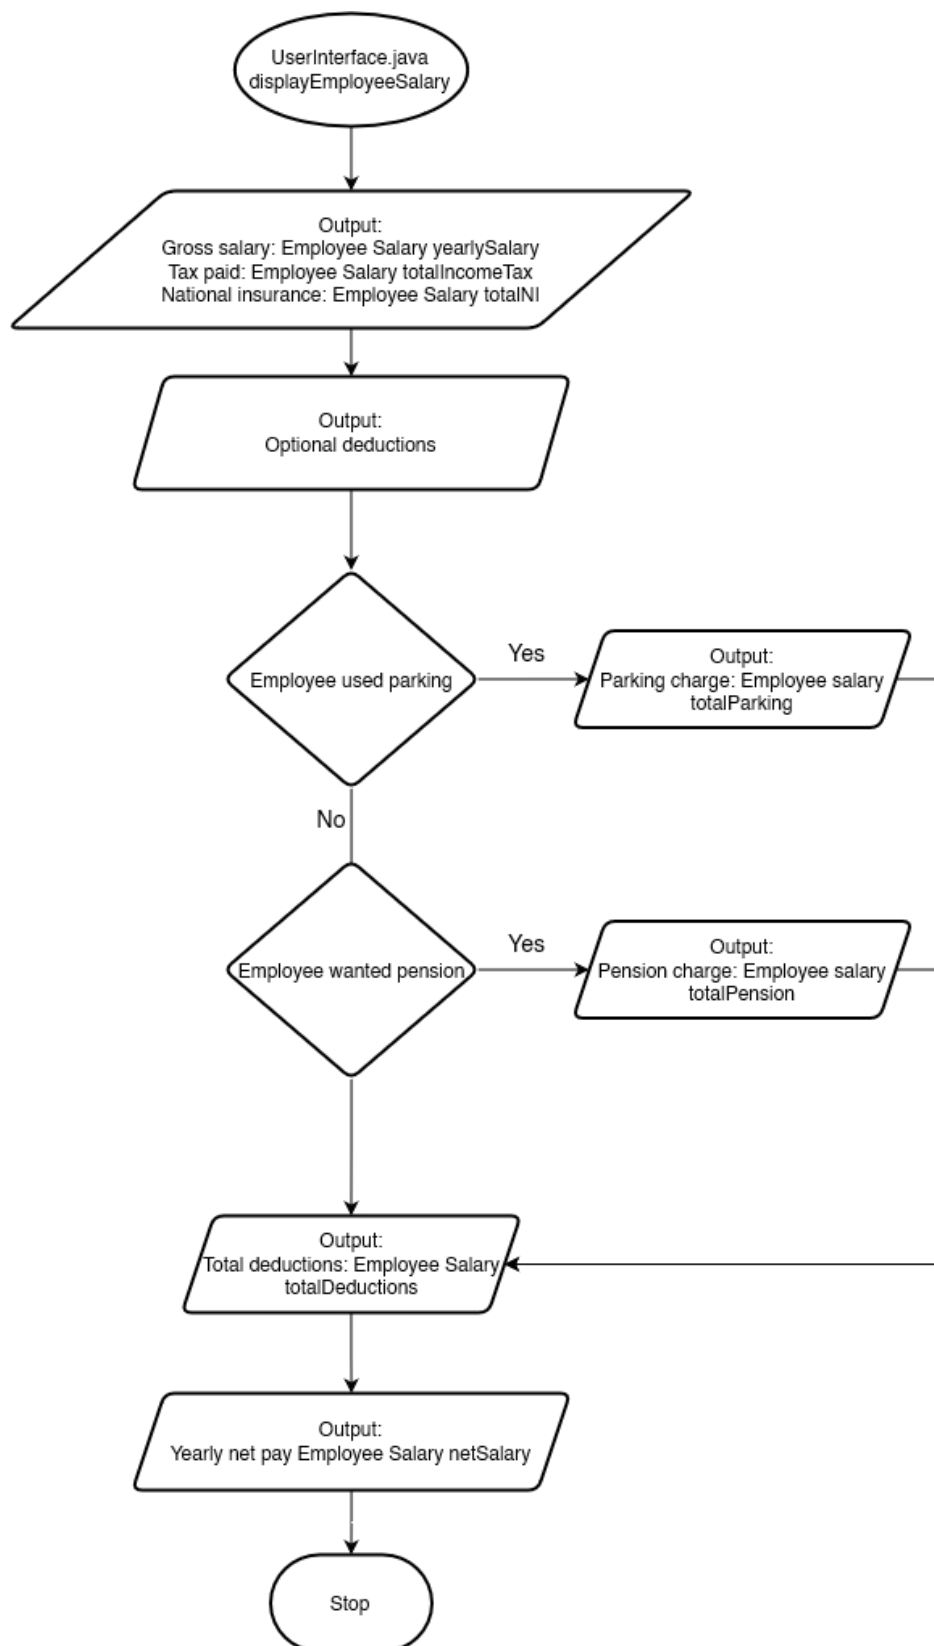 UserInterface.java
displayEmployeeSalary
Output:
Gross salary: Employee Salary yearlySalary
Tax paid: Employee Salary totalIncomeTax
National insurance: Employee Salary totalNI
Output:
Optional deductions
Employee used parking
Yes
Output:
Parking charge: Employee salary
totalParking
No
Employee wanted pension
Yes
Output:
Pension charge: Employee salary
totalPension
Output:
Total deductions: Employee Salary
totalDeductions
Output:
Yearly net pay Employee Salary netSalary
Stop